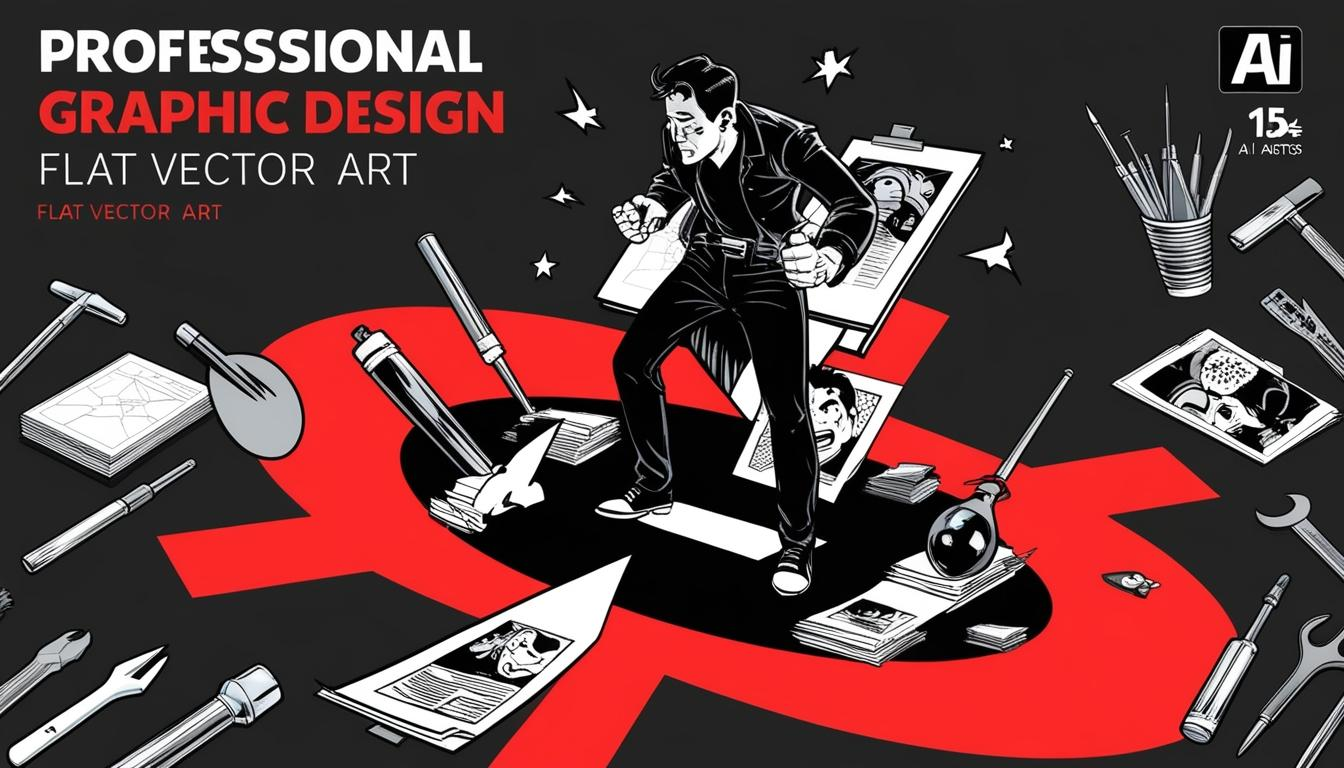 PROFESSSIONAL
GRAPHIC DESIGN
FLAT VECTOR ART
FLAT VECTOR ART
Ai
15